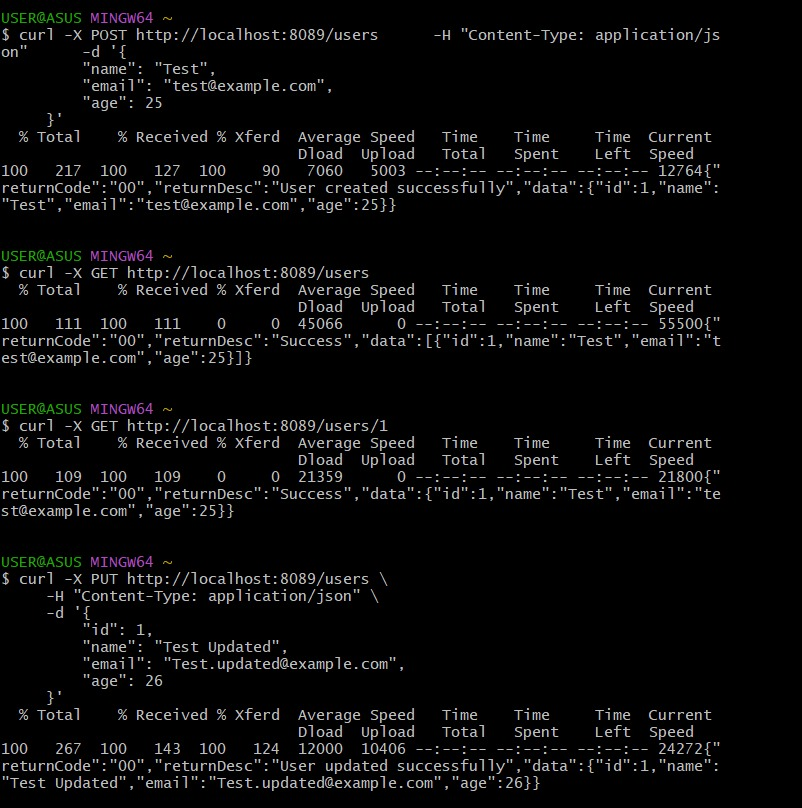 USER@ASUS MINGW64 ~
$ curl -X POST http://localhost:8089/users      -H "Content-Type: application/js
on"      -d '{
         "name": "Test",
         "email": "test@example.com",
         "age": 25
     }'
  % Total    % Received % Xferd  Average Speed   Time    Time     Time  Current
                                 Dload  Upload   Total   Spent    Left  Speed
100   217  100   127  100    90   7060   5003 --:--:-- --:--:-- --:--:-- 12764{"
returnCode":"00","returnDesc":"User created successfully","data":{"id":1,"name":
"Test","email":"test@example.com","age":25}}
USER@ASUS MINGW64 ~
$ curl -X GET http://localhost:8089/users
  % Total    % Received % Xferd  Average Speed   Time    Time     Time  Current
                                 Dload  Upload   Total   Spent    Left  Speed
100   111  100   111    0     0  45066      0 --:--:-- --:--:-- --:--:-- 55500{"
returnCode":"00","returnDesc":"Success","data":[{"id":1,"name":"Test","email":"t
est@example.com","age":25}]}
USER@ASUS MINGW64 ~
$ curl -X GET http://localhost:8089/users/1
  % Total    % Received % Xferd  Average Speed   Time    Time     Time  Current
                                 Dload  Upload   Total   Spent    Left  Speed
100   109  100   109    0     0  21359      0 --:--:-- --:--:-- --:--:-- 21800{"
returnCode":"00","returnDesc":"Success","data":{"id":1,"name":"Test","email":"te
st@example.com","age":25}}
USER@ASUS MINGW64 ~
$ curl -X PUT http://localhost:8089/users \
     -H "Content-Type: application/json" \
     -d '{
         "id": 1,
         "name": "Test Updated",
         "email": "Test.updated@example.com",
         "age": 26
     }'
  % Total    % Received % Xferd  Average Speed   Time    Time     Time  Current
                                 Dload  Upload   Total   Spent    Left  Speed
100   267  100   143  100   124  12000  10406 --:--:-- --:--:-- --:--:-- 24272{"
returnCode":"00","returnDesc":"User updated successfully","data":{"id":1,"name":
"Test Updated","email":"Test.updated@example.com","age":26}}